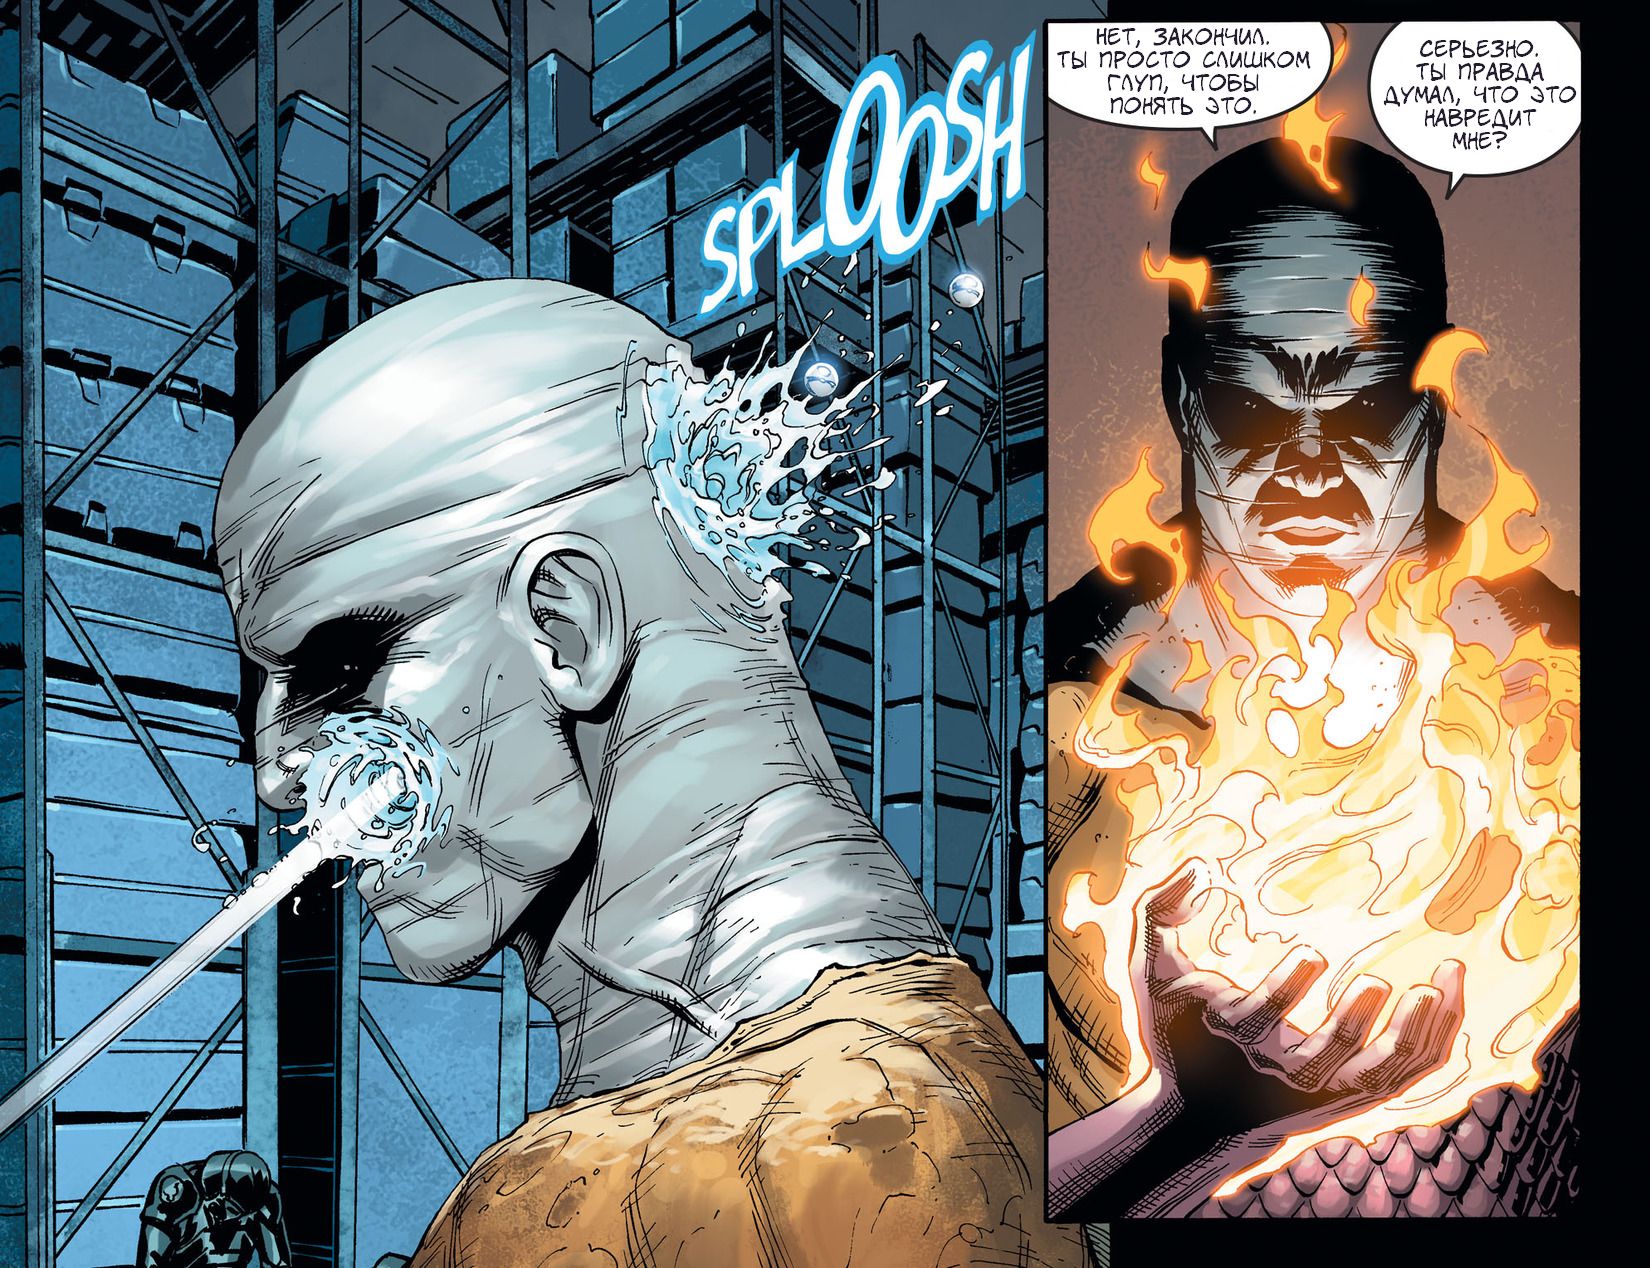 SPLOOSH
НЕТ, ЗАКОНЧИЛ.
ТЫ ПРОСТО СЛИШКОМ
ГЛУП, ЧТОБЫ
ПОНЯТЬ ЭТО.
СЕРЬЕЗНО.
ТЫ ПРАВДА
ДУМАЛ, ЧТО ЭТО
НАВРЕДИТ
МНЕ?